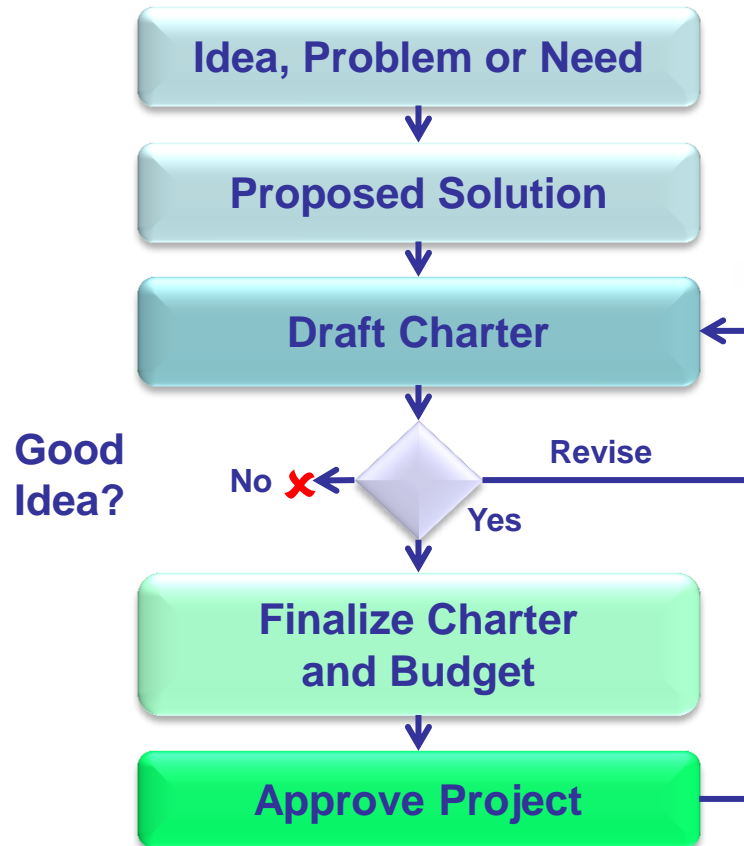 Idea, Problem or Need
Proposed Solution
Draft Charter
Good
Idea?
No
Revise
Yes
Finalize Charter
and Budget
Approve Project